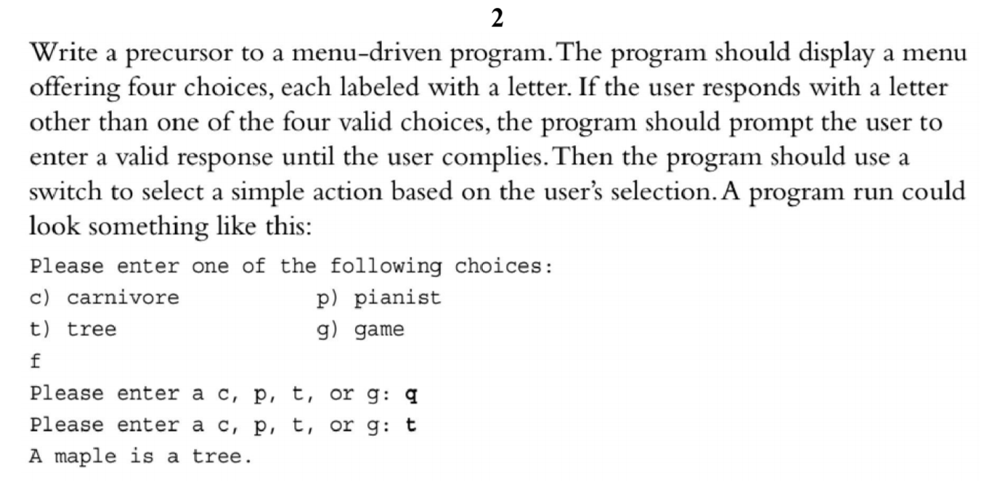 2
Write a precursor to a menu-driven program. The program should display a menu
offering four choices, each labeled with a letter. If the user responds with a letter
other than one of the four valid choices, the program should prompt the user to
enter a valid response until the user complies. Then the program should use a
switch to select a simple action based on the user’s selection. A program run could
look something like this:
Please enter one of the following choices:
c) carnivore p) pianist
t) tree g) game
f
Please enter a c, p, t, or g: q
Please enter a c, p, t, or g: t
A maple is a tree.